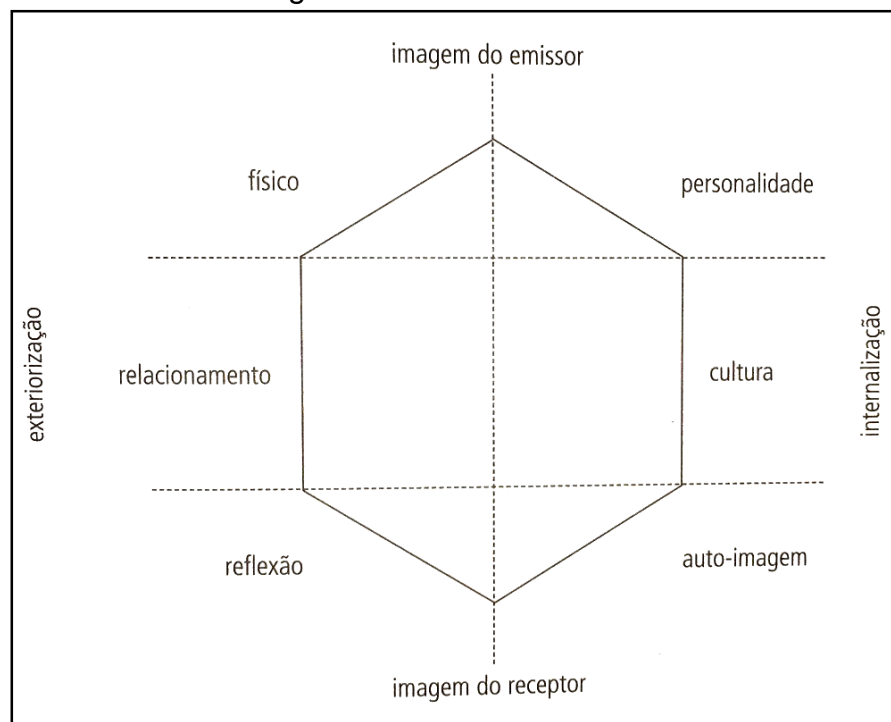 imagem do emissor
físico
personalidade
exteriorização
relacionamento
cultura
internalização
reflexão
auto-imagem
imagem do receptor